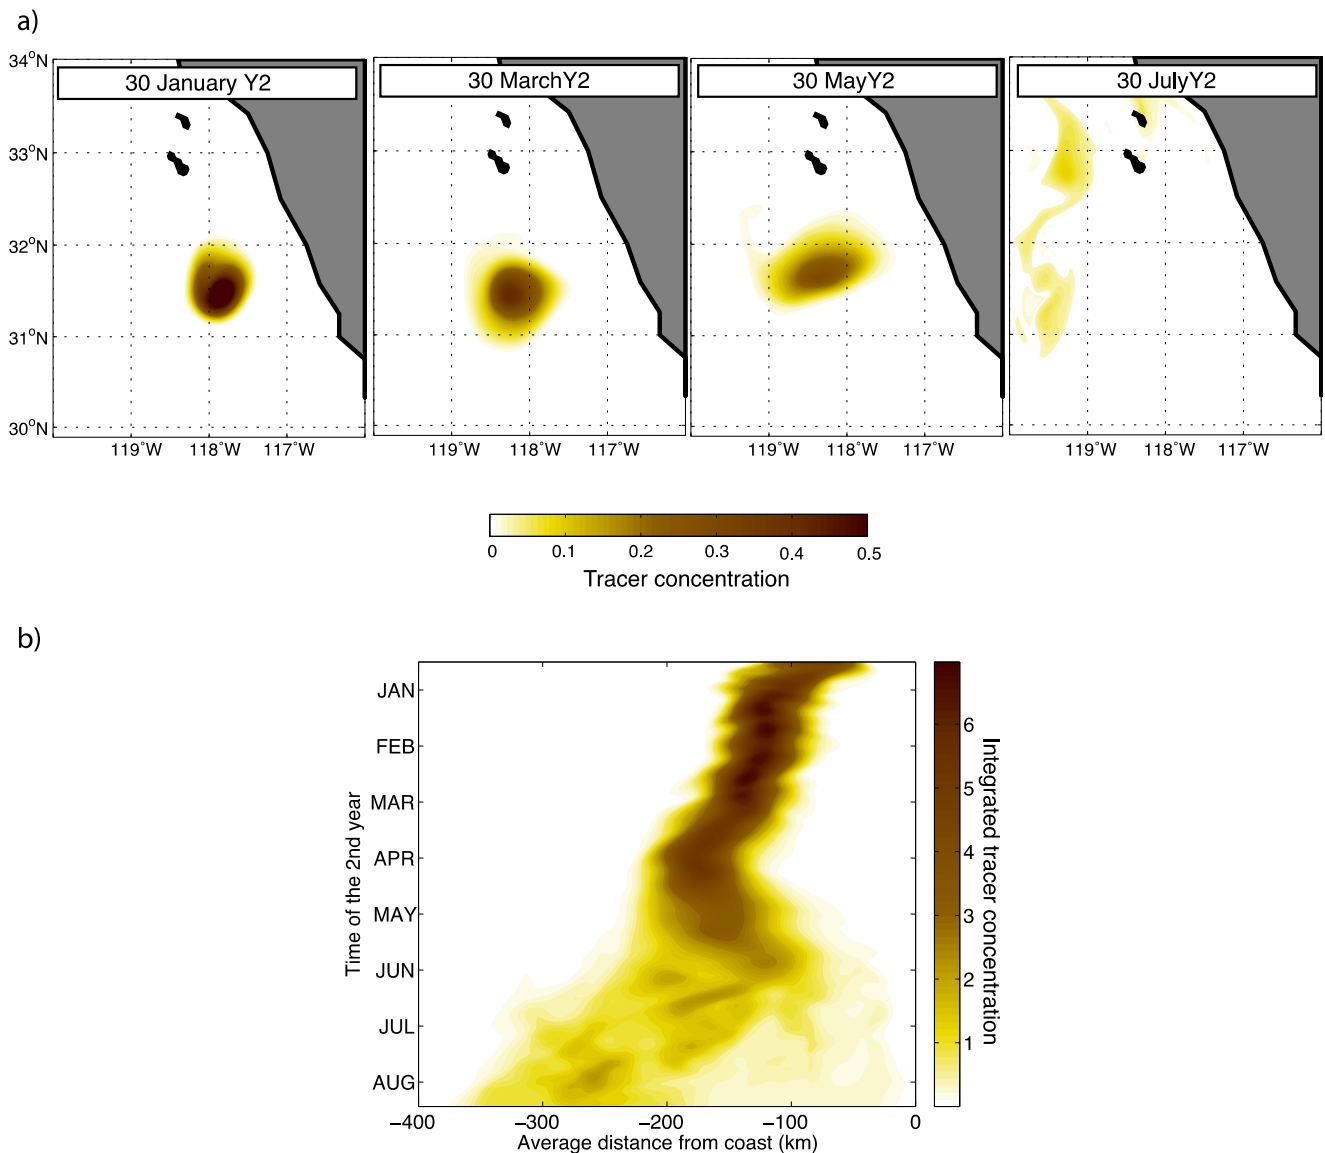 a)
30 January Y2
30 MarchY2
30 MayY2
30 JulyY2
34°N
33°N
32°N
31°N
30°N
119°W 118°W 117°W
119°W 118°W 117°W
119°W 118°W 117°W
119°W 118°W 117°W
0 0.1 0.2 0.3 0.4 0.5
Tracer concentration
b)
Time of the 2nd year
JAN
FEB
MAR
APR
MAY
JUN
JUL
AUG
−400 −300 −200 −100 0
Average distance from coast (km)
6
5
4
3
2
1
Integrated tracer concentration